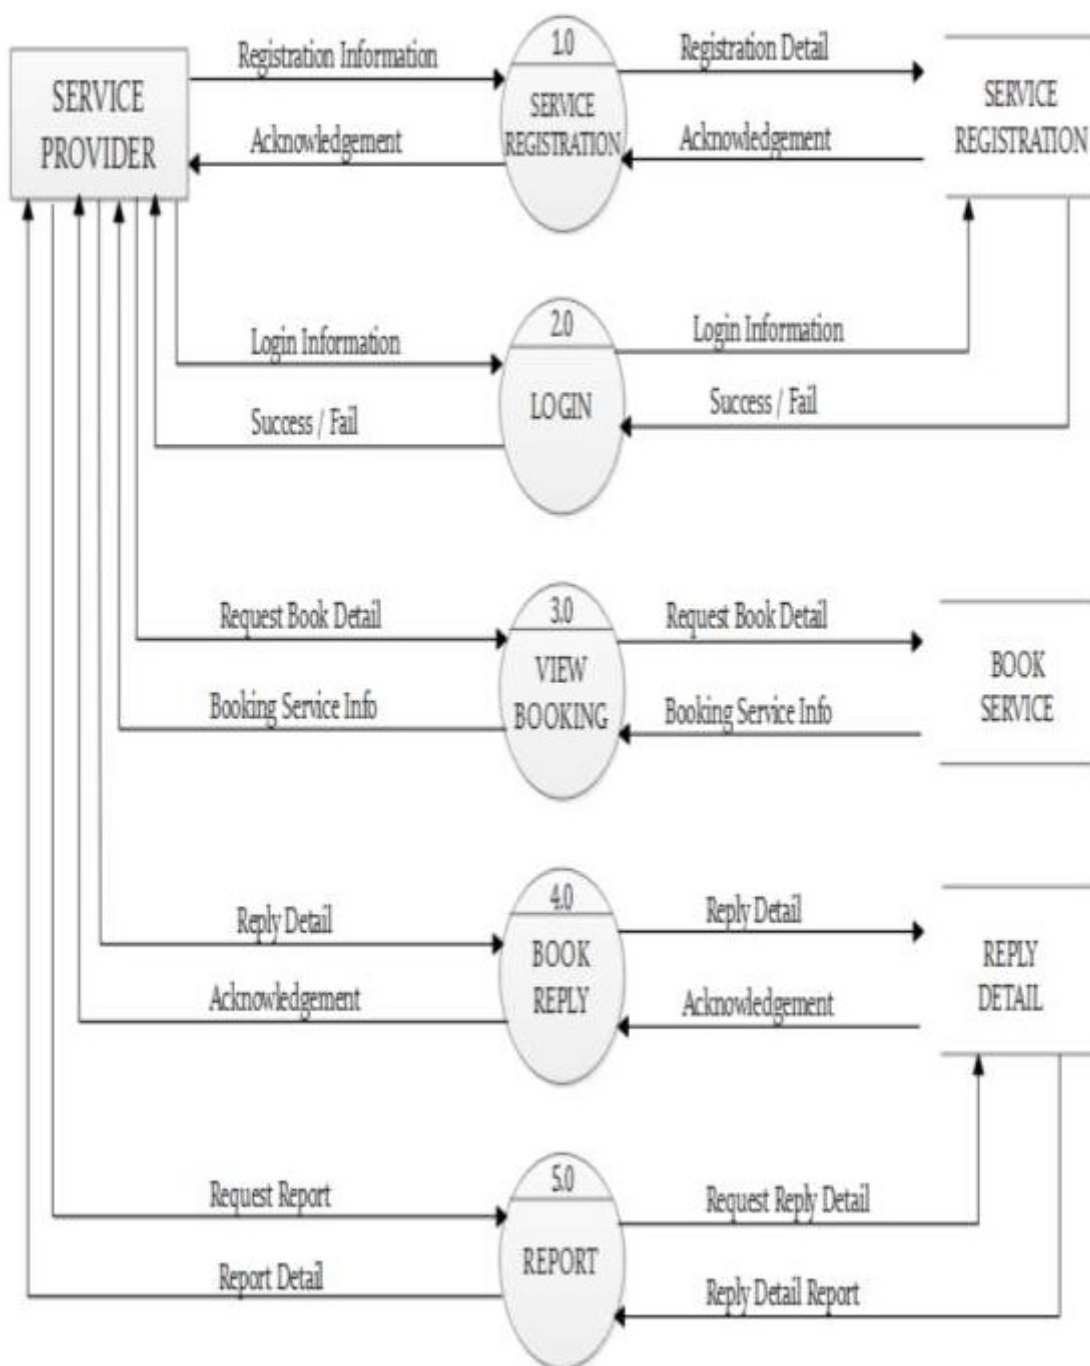 SERVICE
PROVIDER
Registration Information
Acknowledgement
1.0
SERVICE
REGISTRATION
Registration Detail
Acknowledgement
SERVICE
REGISTRATION
Login Information
Success / Fail
2.0
LOGIN
Login Information
Success / Fail
Request Book Detail
Booking Service Info
3.0
VIEW
BOOKING
Request Book Detail
Booking Service Info
BOOK
SERVICE
Reply Detail
Acknowledgement
4.0
BOOK
REPLY
Reply Detail
Acknowledgement
REPLY
DETAIL
Request Report
Report Detail
5.0
REPORT
Request Reply Detail
Reply Detail Report